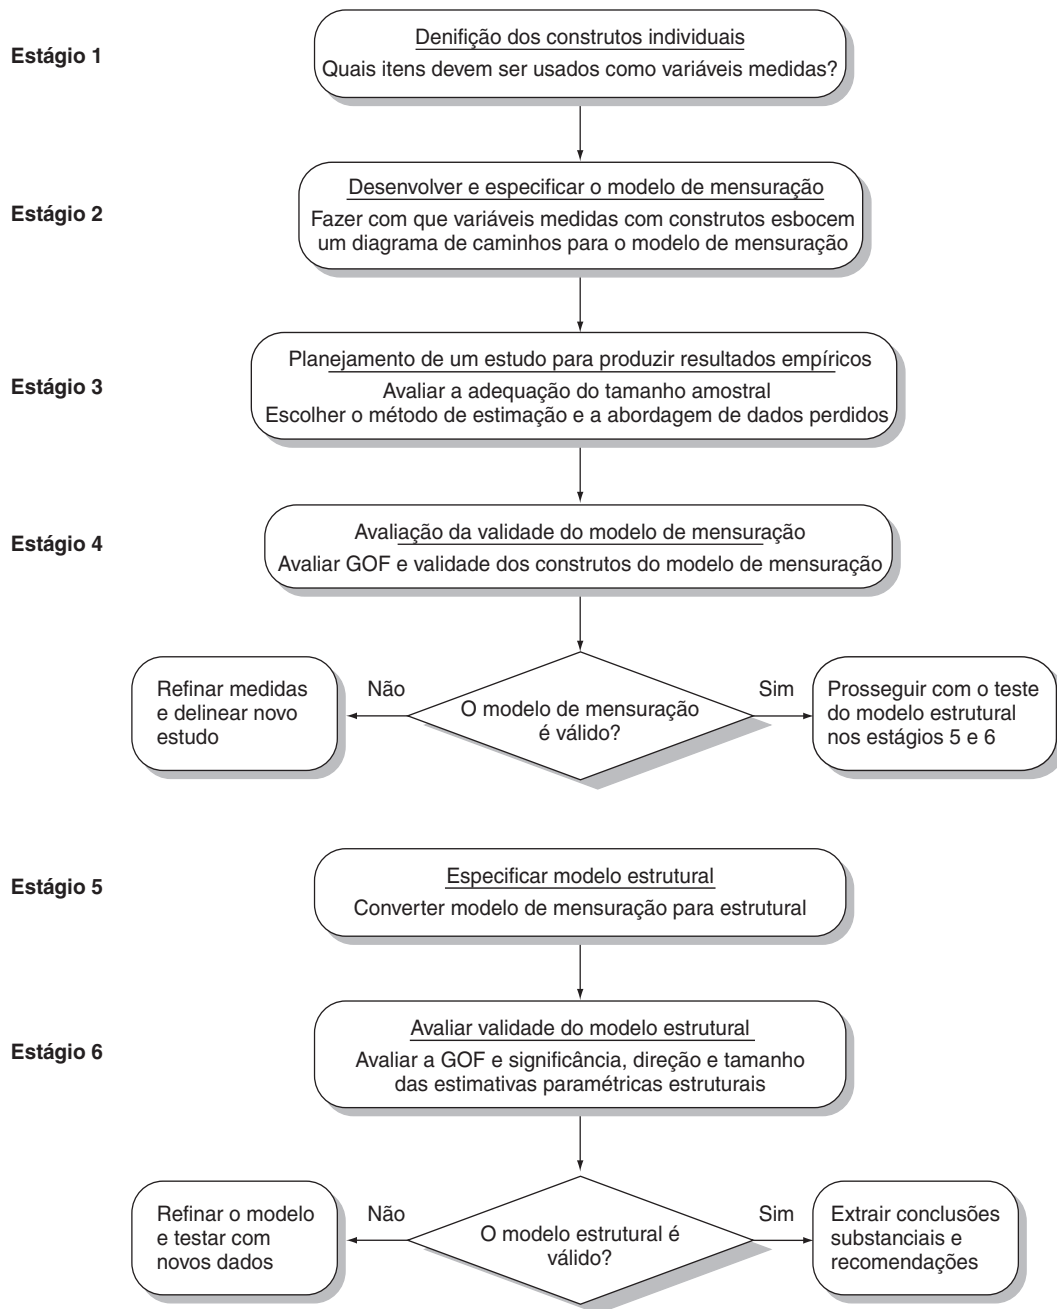 Estágio 1
Denifição dos construtos individuais
Quais itens devem ser usados como variáveis medidas?
Estágio 2
Desenvolver e especificar o modelo de mensuração
Fazer com que variáveis medidas com construtos esbocem
um diagrama de caminhos para o modelo de mensuração
Estágio 3
Planejamento de um estudo para produzir resultados empíricos
Avaliar a adequação do tamanho amostral
Escolher o método de estimação e a abordagem de dados perdidos
Estágio 4
Avaliação da validade do modelo de mensuração
Avaliar GOF e validade dos construtos do modelo de mensuração
Refinar medidas
e delinear novo
estudo
Não
O modelo de mensuração
é válido?
Sim
Prosseguir com o teste
do modelo estrutural
nos estágios 5 e 6
Estágio 5
Especificar modelo estrutural
Converter modelo de mensuração para estrutural
Estágio 6
Avaliar validade do modelo estrutural
Avaliar a GOF e significância, direção e tamanho
das estimativas paramétricas estruturais
Refinar o modelo
e testar com
novos dados
Não
O modelo estrutural é
válido?
Sim
Extrair conclusões
substanciais e
recomendações